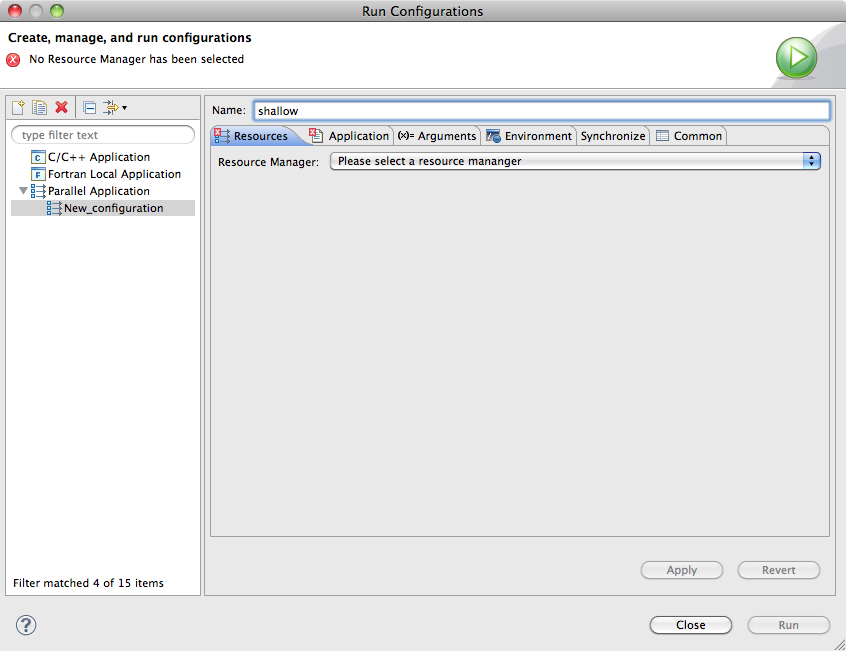 Run Configurations
Create, manage, and run configurations
No Resource Manager has been selected
Name: shallow
type filter text
Resources Application (x)= Arguments Environment Synchronize Common
C C/C++ Application
Resource Manager: Please select a resource mananger
F Fortran Local Application
Parallel Application
New_configuration
Filter matched 4 of 15 items
Apply Revert
? Close Run